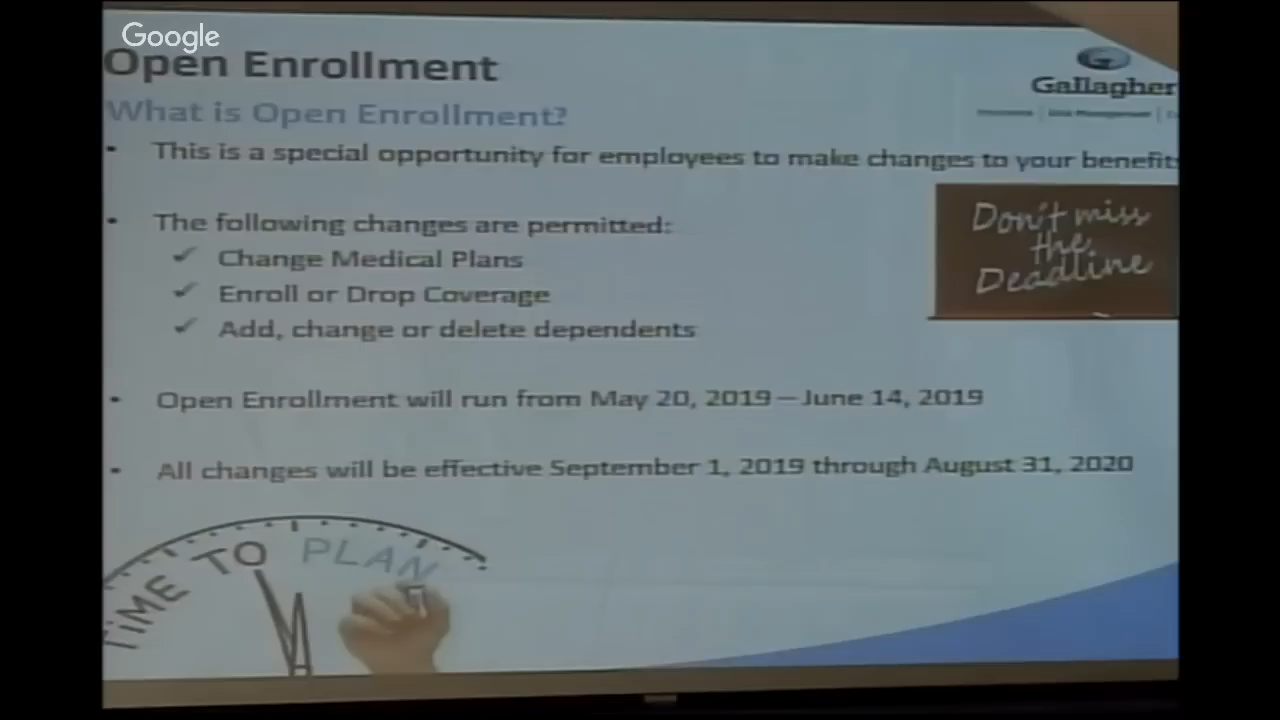 Google
Open Enrollment
Gallagher
What is Open Enrollment?
Risk Management
This is a special opportunity for employees to make changes to your benefits
The following changes are permitted:
Change Medical Plans
Enroll or Drop Coverage
Add, change or delete dependents
Don't miss
the
Deadline
Open Enrollment will run from May 20, 2019 – June 14, 2019
All changes will be effective September 1, 2019 through August 31, 2020
TIME TO PLAN